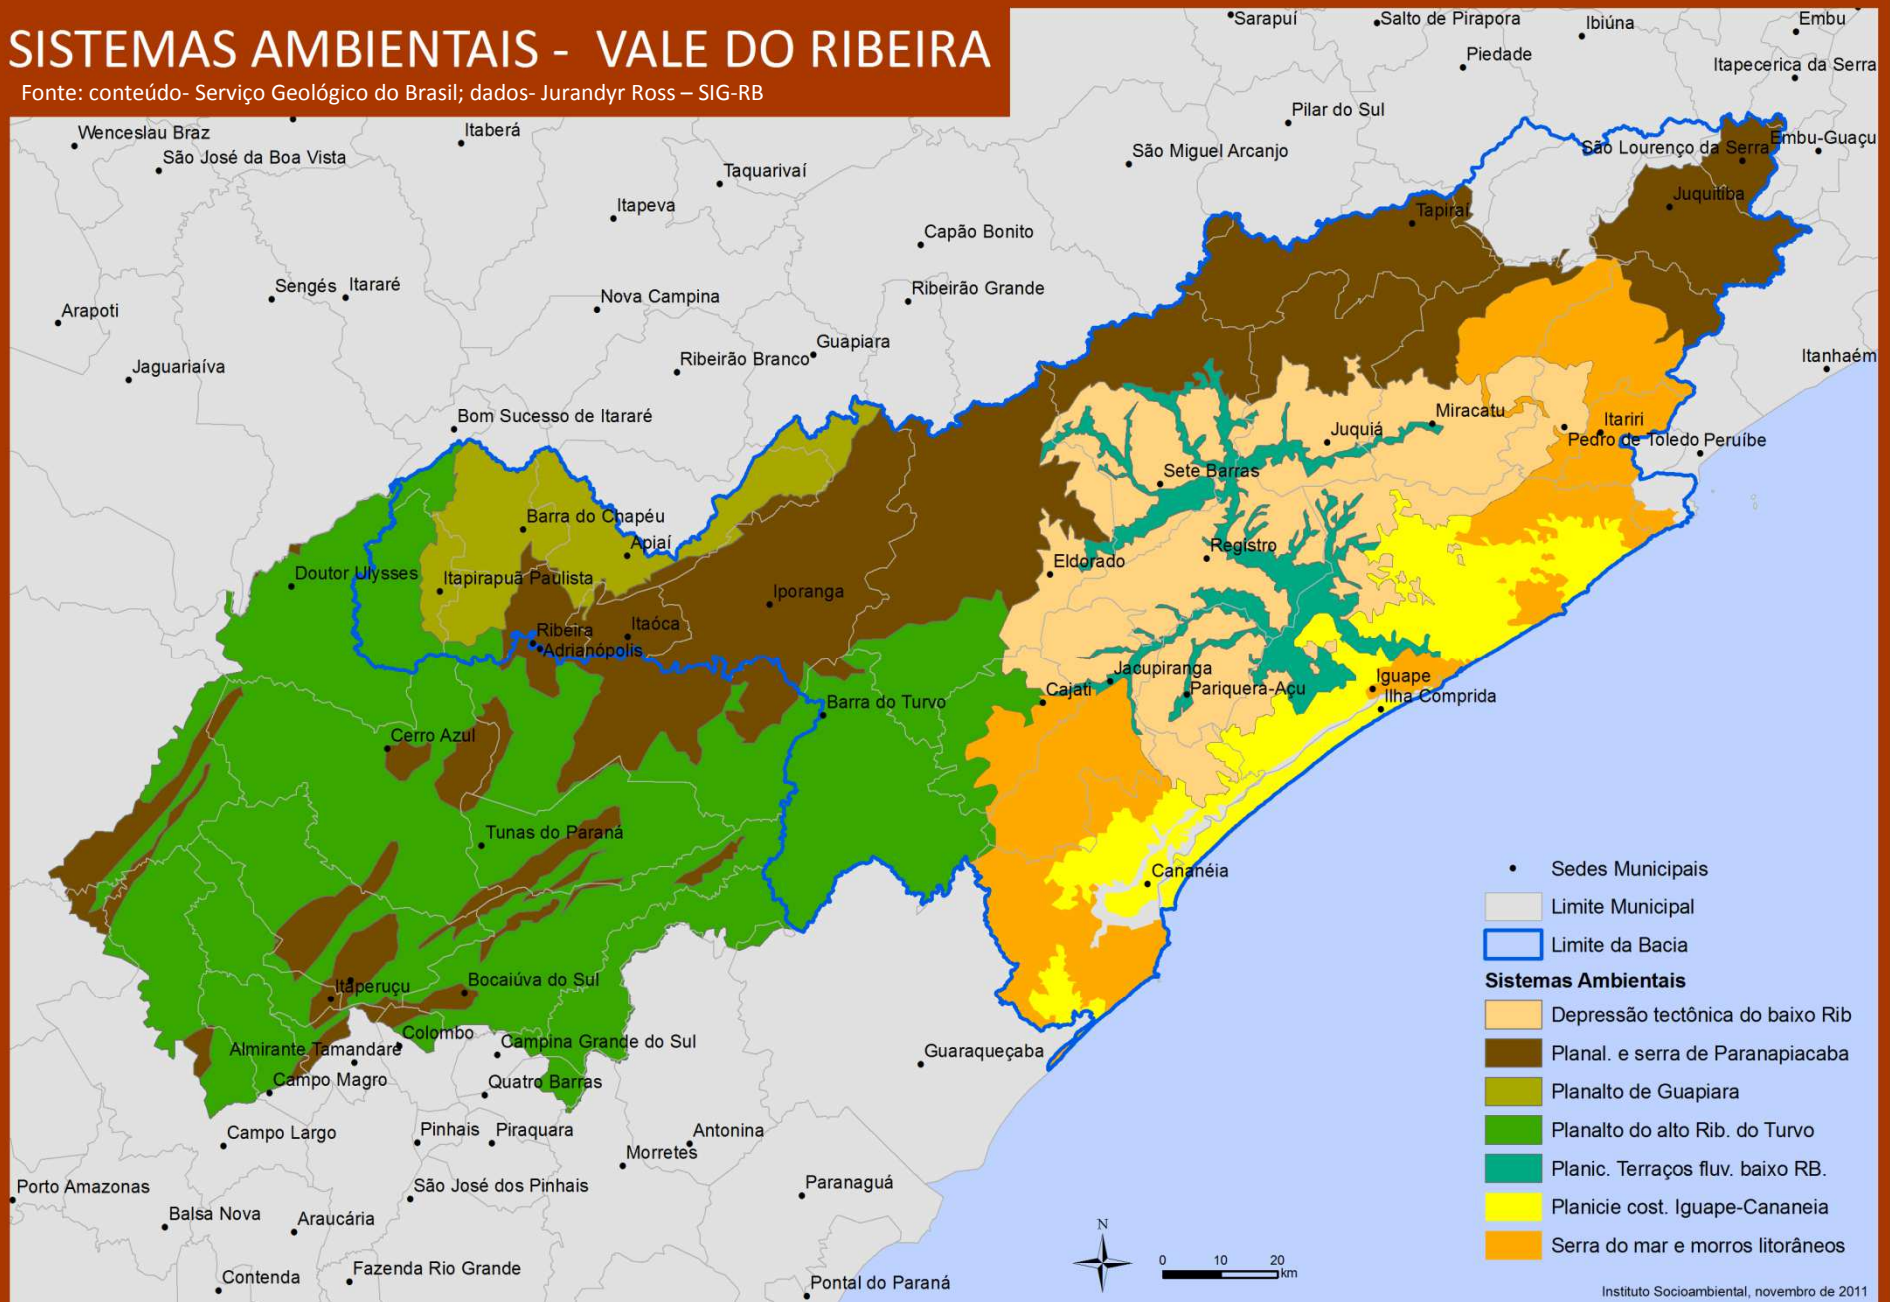 SISTEMAS AMBIENTAIS - VALE DO RIBEIRA
Fonte: conteúdo- Serviço Geológico do Brasil; dados- Jurandyr Ross – SIG-RB
Sarapuí
Salto de Pirapora
Ibiúna
Embu
Piedade
Itapecerica da Serra
Pilar do Sul
Wenceslau Braz
Itaberá
São José da Boa Vista
São Miguel Arcanjo
São Lourenço da Serra
Embu-Guaçu
Taquarivaí
Juquitiba
Itapeva
Tapiraí
Capão Bonito
Sengés
Itararé
Nova Campina
Ribeirão Grande
Arapoti
Guapiara
Ribeirão Branco
Itanhaém
Jaguariaíva
Bom Sucesso de Itararé
Miracatu
Itariri
Juquiá
Pedro de Toledo
Peruíbe
Sete Barras
Barra do Chapéu
Apiaí
Registro
Eldorado
Doutor Ulysses
Itapirapuã Paulista
Iporanga
Itaóca
Ribeira
Adrianópolis
Jacupiranga
Iguape
Cajati
Pariquera-Açu
Ilha Comprida
Barra do Turvo
Cerro Azul
Tunas do Paraná
Cananéia
Itaperuçu
Bocaiúva do Sul
Colombo
Almirante Tamandaré
Campina Grande do Sul
Guaraqueçaba
Campo Magro
Quatro Barras
Campo Largo
Pinhais
Piraquara
Antonina
Morretes
Porto Amazonas
São José dos Pinhais
Paranaguá
Balsa Nova
Araucária
Contenda
Fazenda Rio Grande
Pontal do Paraná
N
0 10 20
km
Sedes Municipais
Limite Municipal
Limite da Bacia
Sistemas Ambientais
Depressão tectônica do baixo Rib
Planal. e serra de Paranapiacaba
Planalto de Guapiara
Planalto do alto Rib. do Turvo
Planic. Terraços fluv. baixo RB.
Planicie cost. Iguape-Cananeia
Serra do mar e morros litorâneos
Instituto Socioambiental, novembro de 2011